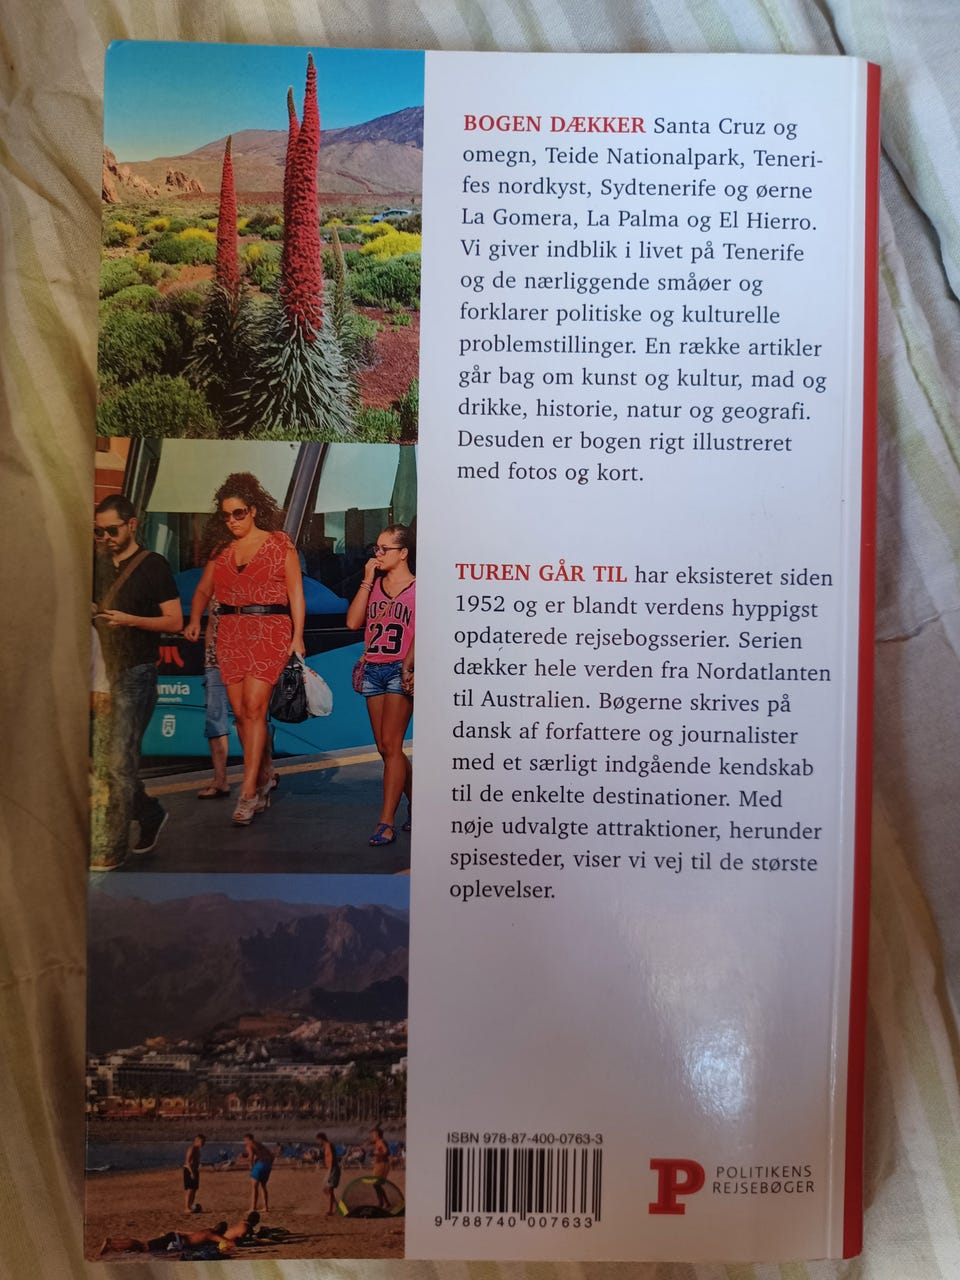 BOGEN DÆKKER Santa Cruz og
omegn, Teide Nationalpark, Teneri-
fes nordkyst, Sydtenerife og øerne
La Gomera, La Palma og El Hierro.
Vi giver indblik i livet på Tenerife
og de nærliggende småøer og
forklarer politiske og kulturelle
problemstillinger. En række artikler
går bag om kunst og kultur, mad og
drikke, historie, natur og geografi.
Desuden er bogen rigt illustreret
med fotos og kort.
TUREN GÅR TIL har eksisteret siden
1952 og er blandt verdens hyppigst
opdaterede rejsebogsserier. Serien
dækker hele verden fra Nordatlanten
til Australien. Bøgerne skrives på
dansk af forfattere og journalister
med et særligt indgående kendskab
til de enkelte destinationer. Med
nøje udvalgte attraktioner, herunder
spisesteder, viser vi vej til de største
oplevelser.
BOSTON
23
nvia
ISBN 978-87-400-0763-3
9 788740 007633
P
POLITIKENS
REJSEBØGER